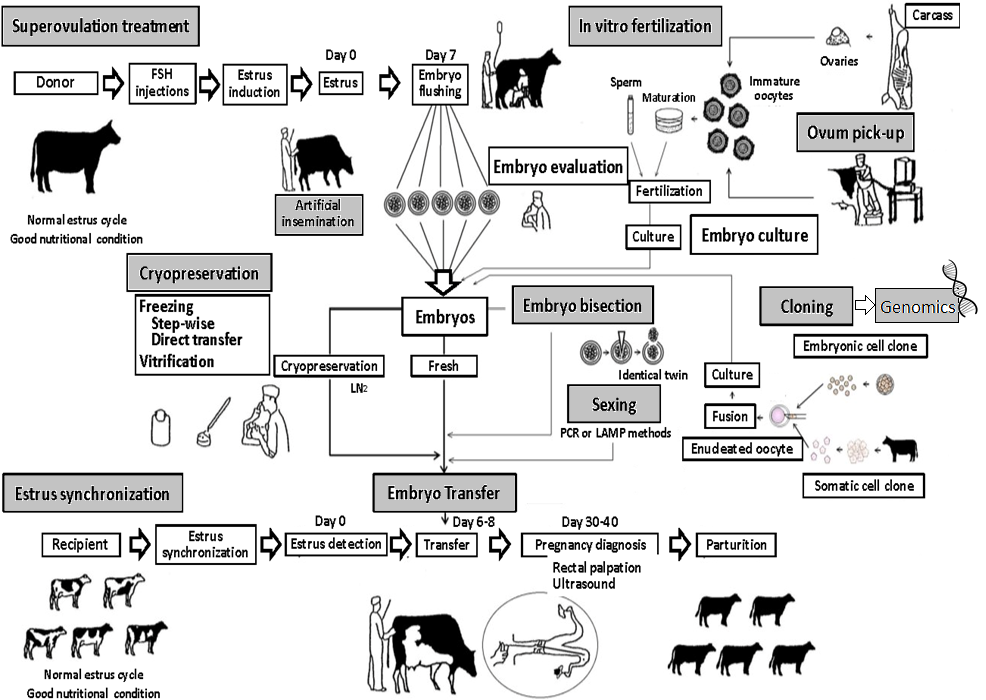 Superovulation treatment
Donor
FSH
injections
Estrus
induction
Day 0
Estrus
Day 7
Embryo
flushing
Normal estrus cycle
Good nutritional condition
Artificial
insemination
In vitro fertilization
Carcass
Ovaries
Immature
oocytes
Sperm
Maturation
Ovum pick-up
Embryo evaluation
Fertilization
Culture
Embryo culture
Cryopreservation
Freezing
Step-wise
Direct transfer
Vitrification
Embryos
Cryopreservation
LN2
Fresh
Embryo bisection
Identical twin
Sexing
PCR or LAMP methods
Cloning
Genomics
Embryonic cell clone
Culture
Fusion
Enudeated oocyte
Somatic cell clone
Estrus synchronization
Embryo Transfer
Recipient
Estrus
synchronization
Day 0
Estrus detection
Day 6-8
Transfer
Day 30-40
Pregnancy diagnosis
Rectal palpation
Ultrasound
Parturition
Normal estrus cycle
Good nutritional condition